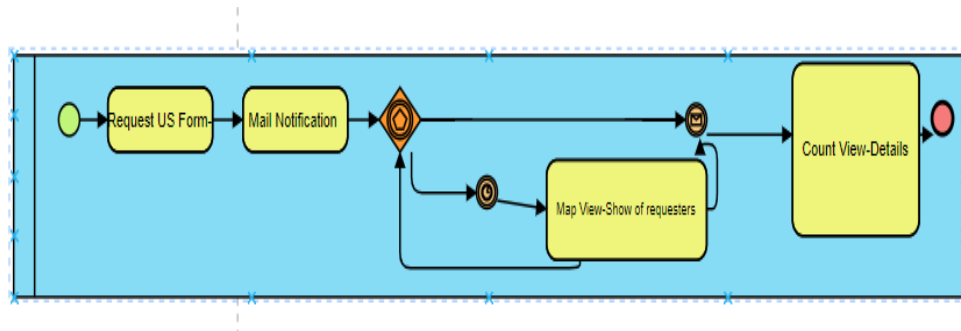 Request US Form-
Mail Notification
Map View-Show of requesters
Count View-Details